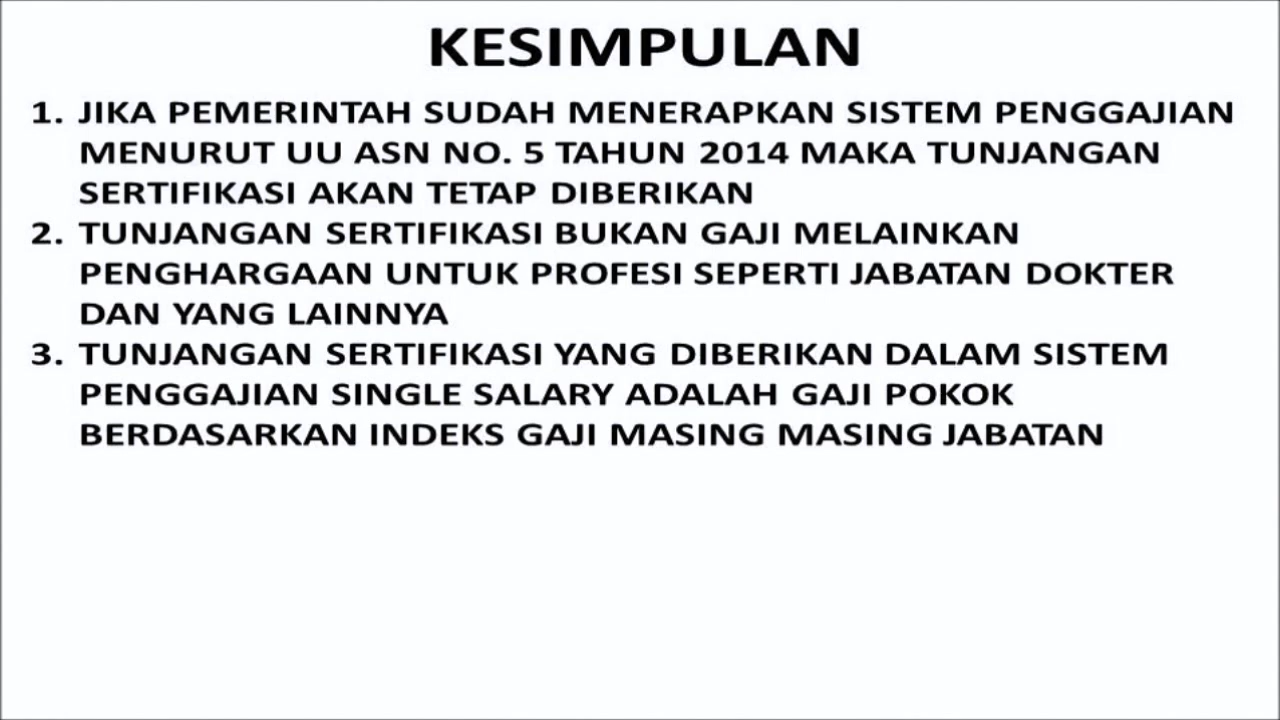 KESIMPULAN
1. JIKA PEMERINTAH SUDAH MENERAPKAN SISTEM PENGGAJIAN
MENURUT UU ASN NO. 5 TAHUN 2014 MAKA TUNJANGAN
SERTIFIKASI AKAN TETAP DIBERIKAN
2. TUNJANGAN SERTIFIKASI BUKAN GAJI MELAINKAN
PENGHARGAAN UNTUK PROFESI SEPERTI JABATAN DOKTER
DAN YANG LAINNYA
3. TUNJANGAN SERTIFIKASI YANG DIBERIKAN DALAM SISTEM
PENGGAJIAN SINGLE SALARY ADALAH GAJI POKOK
BERDASARKAN INDEKS GAJI MASING MASING JABATAN